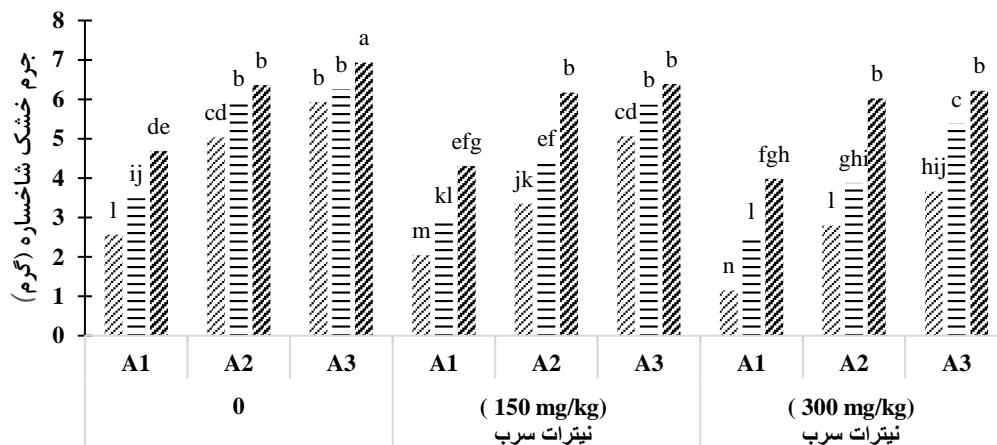 جرم خشک شاخساره (گرم)
8
7
6
5
4
3
2
1
0
l ij de cd b b b b a m kl efg jk ef b cd b b n l fgh l ghi b hij c b
A1 A2 A3 A1 A2 A3 A1 A2 A3
0 ( 150 mg/kg) ( 300 mg/kg)
نیترات سرب نیترات سرب